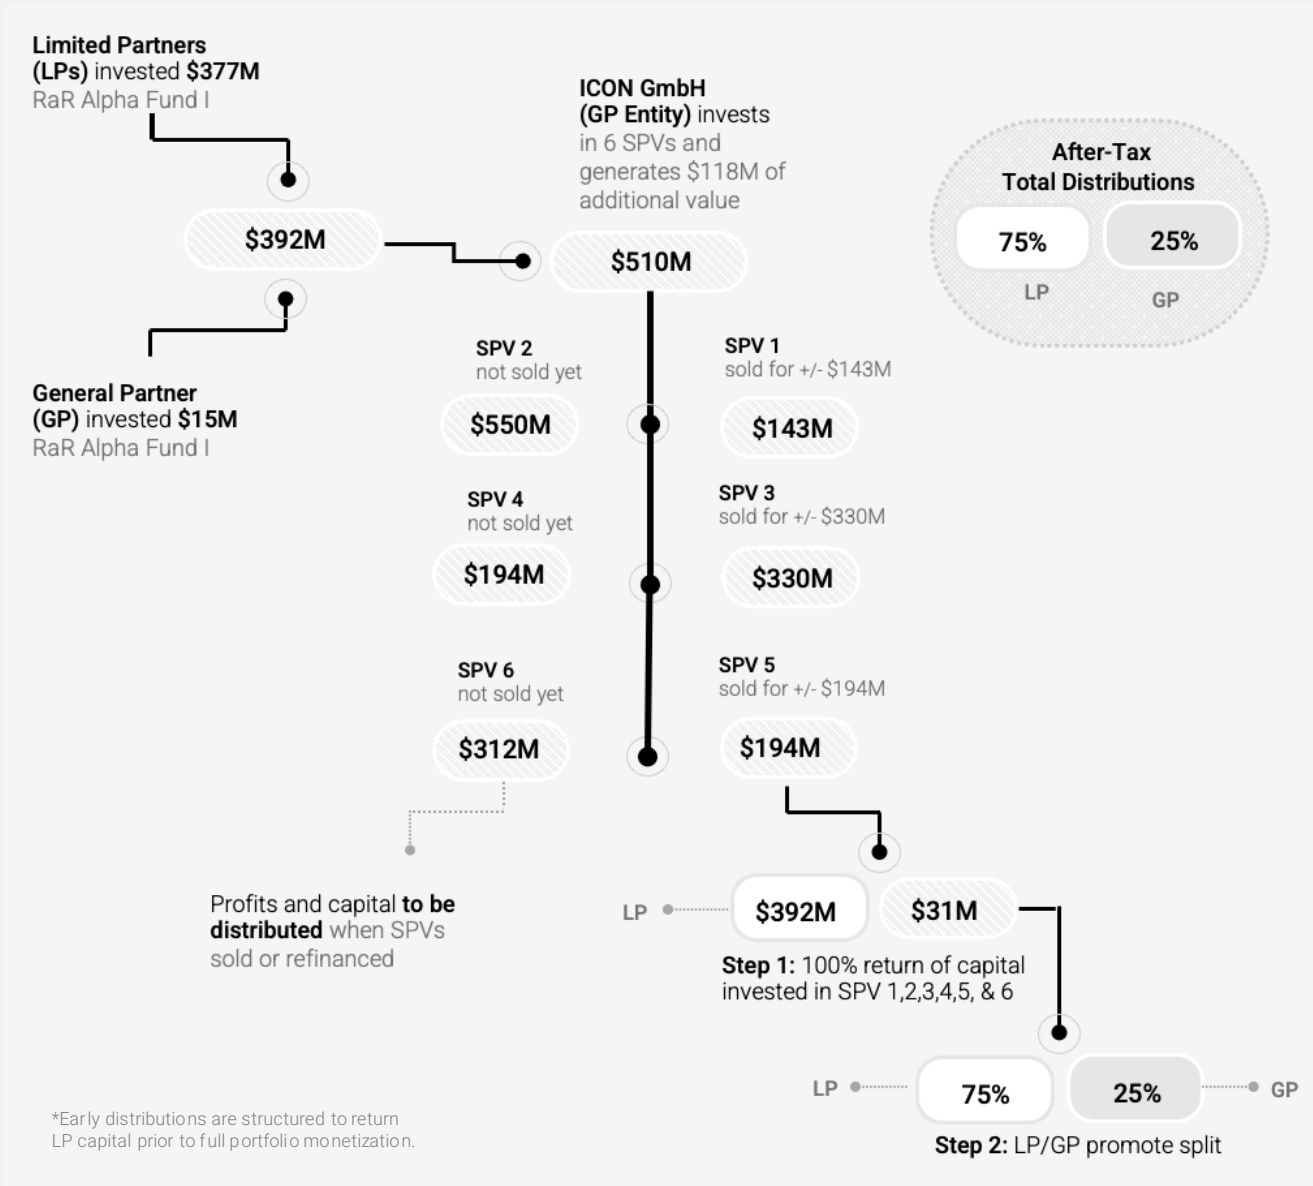 Limited Partners
(LPs) invested $377M
RaR Alpha Fund I
$392M
General Partner
(GP) invested $15M
RaR Alpha Fund I
ICON GmbH
(GP Entity) invests
in 6 SPVs and
generates $118M of
additional value
$510M
After-Tax
Total Distributions
75%
25%
LP
GP
SPV 2
not sold yet
$550M
SPV 1
sold for +/- $143M
$143M
SPV 4
not sold yet
$194M
SPV 3
sold for +/- $330M
$330M
SPV 6
not sold yet
$312M
SPV 5
sold for +/- $194M
$194M
Profits and capital to be
distributed when SPVs
sold or refinanced
LP
$392M
$31M
Step 1: 100% return of capital
invested in SPV 1,2,3,4,5, & 6
LP
75%
25%
GP
Step 2: LP/GP promote split
*Early distributions are structured to return
LP capital prior to full portfolio monetization.